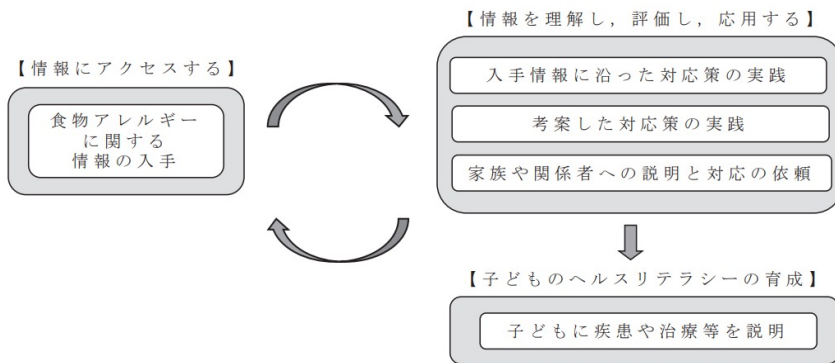 【情報にアクセスする】
食物アレルギー
に関する
情報の入手
【情報を理解し，評価し，応用する】
入手情報に沿った対応策の実践
考案した対応策の実践
家族や関係者への説明と対応の依頼
【子どものヘルスリテラシーの育成】
子どもに疾患や治療等を説明